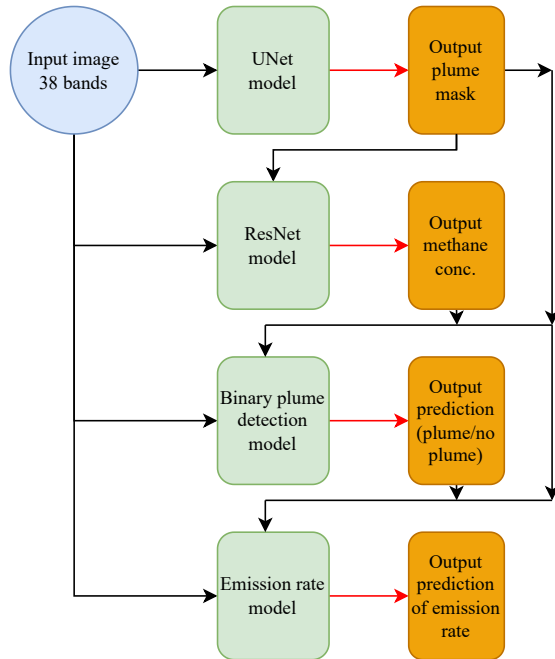 Input image
38 bands
UNet
model
Output
plume
mask
ResNet
model
Output
methane
conc.
Binary plume
detection
model
Output
prediction
(plume/no
plume)
Emission rate
model
Output
prediction
of emission
rate